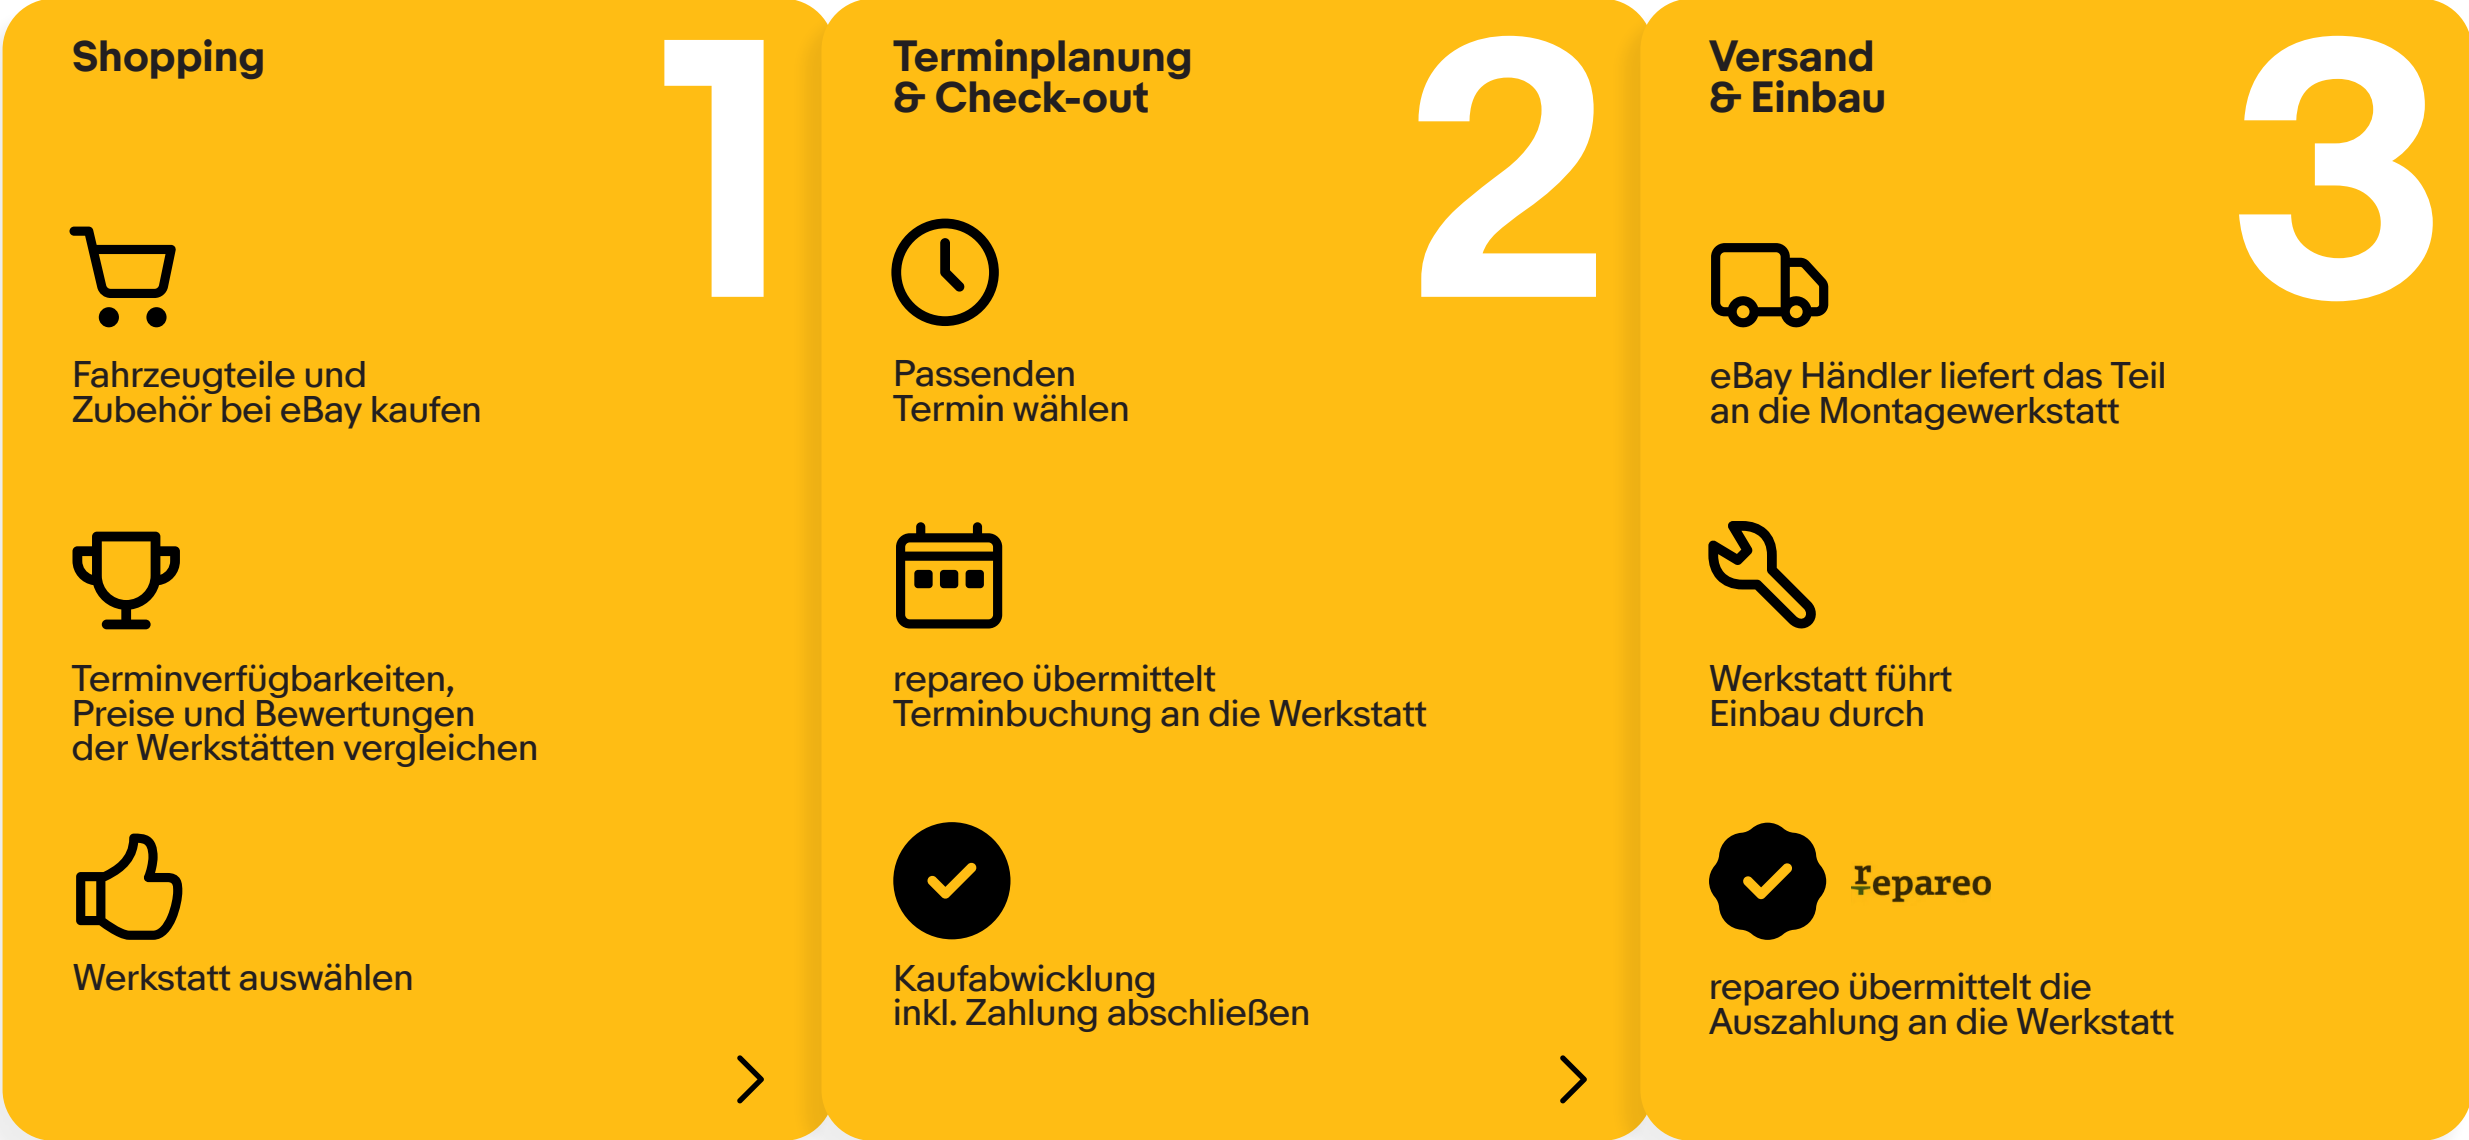 Shopping
1
Fahrzeugteile und
Zubehör bei eBay kaufen
Terminverfügbarkeiten,
Preise und Bewertungen
der Werkstätten vergleichen
Werkstatt auswählen
Terminplanung
& Check-out
2
Passenden
Termin wählen
repareo übermittelt
Terminbuchung an die Werkstatt
Kaufabwicklung
inkl. Zahlung abschließen
Versand
& Einbau
3
eBay Händler liefert das Teil
an die Montagewerkstatt
Werkstatt führt
Einbau durch
repareo
repareo übermittelt die
Auszahlung an die Werkstatt